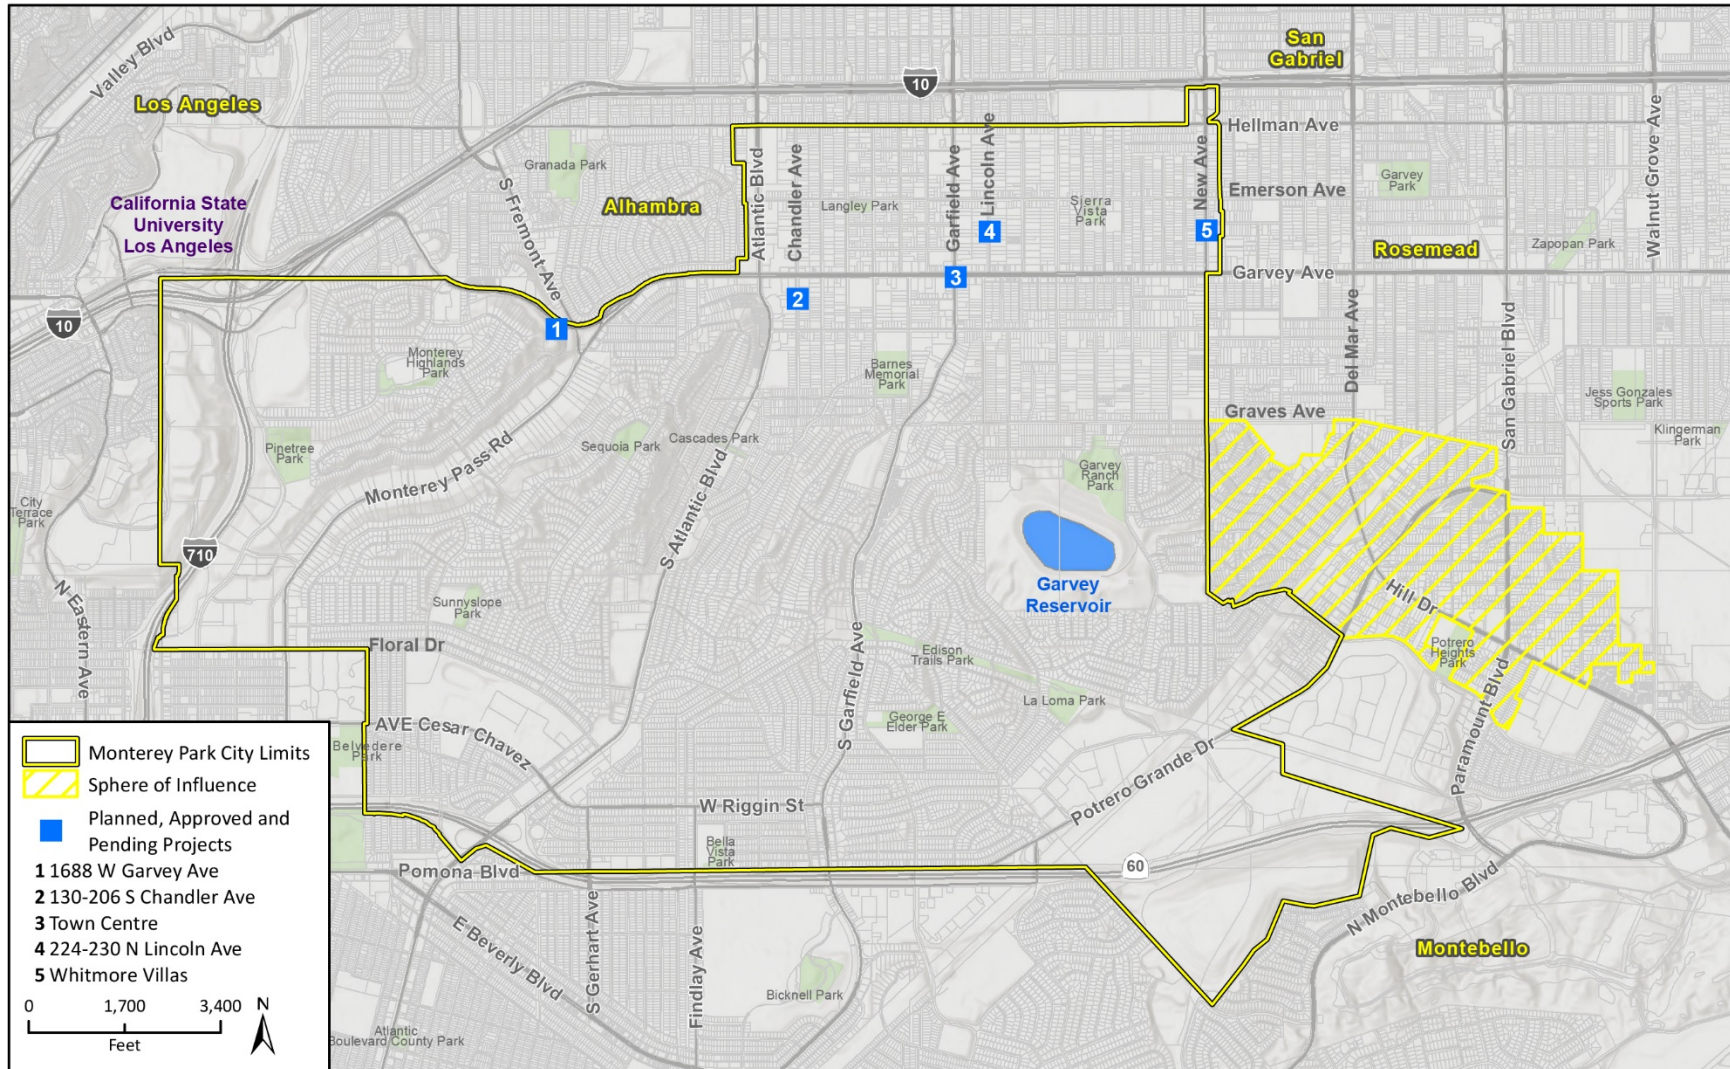 Valley Blvd
Los Angeles
San
Gabriel
10
Hellman Ave
Granada Park
S Fremont Ave
Alhambra
Atlantic Blvd
Chandler Ave
Langley Park
Garfield Ave
Lincoln Ave
Sierra
Vista
Park
New Ave
Emerson Ave
Garvey
Park
Walnut Grove Ave
California State
University
Los Angeles
4
5
Rosemead
Zapopan Park
Garvey Ave
3
2
1
10
Monterey
Highlands
Park
Barnes
Memorial
Park
Del Mar Ave
San Gabriel Blvd
Jess Gonzales
Sports Park
Klingerman
Park
Graves Ave
Pinetree
Park
Sequoia Park
Cascades Park
Monterey Pass Rd
S Atlantic Blvd
Garvey
Ranch
Park
City
Terrace
Park
710
Garvey
Reservoir
N Eastern Ave
Sunnyslope
Park
Hill Dr
Floral Dr
Edison
Trails Park
Potrero
Heights
Park
La Loma Park
S Garfield Ave
George E
Elder Park
AVE Cesar Chavez
Belvedere
Park
Paramount Blvd
Potrero Grande Dr
W Riggin St
Bella
Vista
Park
Pomona Blvd
60
N Montebello Blvd
Montebello
E Beverly Blvd
S Gerhart Ave
Findlay Ave
Bicknell Park
Atlantic
Boulevard County Park
Monterey Park City Limits
Sphere of Influence
Planned, Approved and
Pending Projects
1 1688 W Garvey Ave
2 130-206 S Chandler Ave
3 Town Centre
4 224-230 N Lincoln Ave
5 Whitmore Villas
0 1,700 3,400
Feet
N